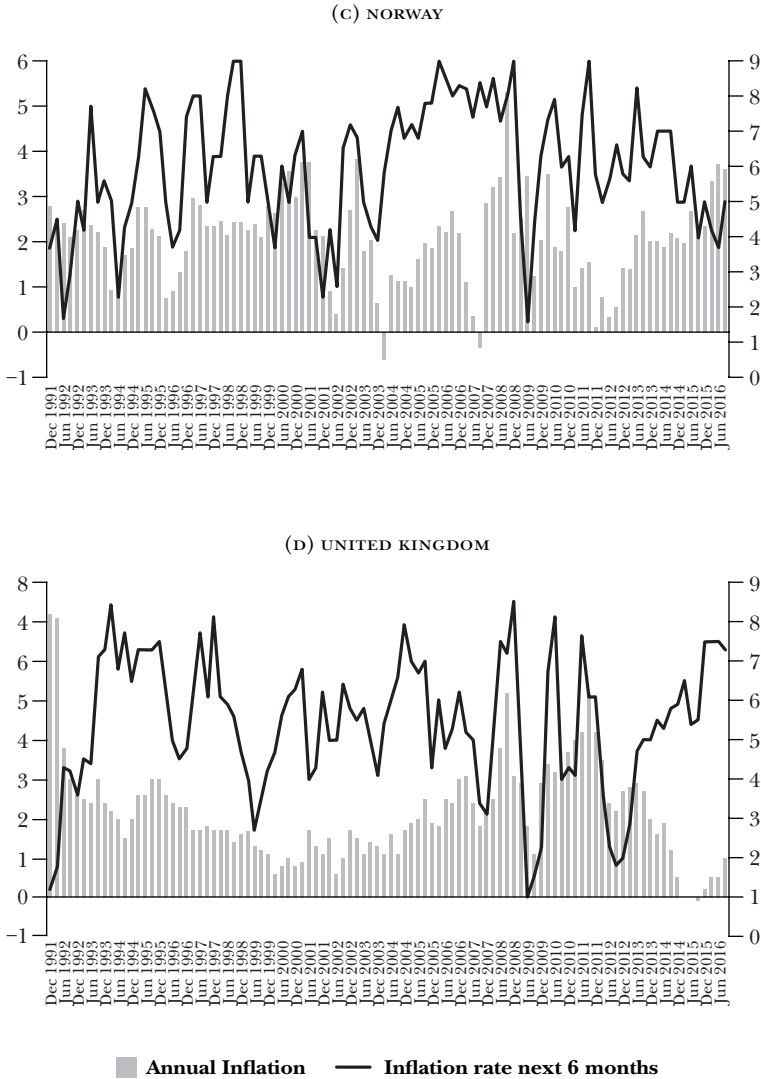 (C) NORWAY
6 9
5 8
4 7
3 6
2 5
1 4
0 3
−1 2
1
0
Dec 1991
Jun 1992
Dec 1992
Jun 1993
Dec 1993
Jun 1994
Dec 1994
Jun 1995
Dec 1995
Jun 1996
Dec 1996
Jun 1997
Dec 1997
Jun 1998
Dec 1998
Jun 1999
Dec 1999
Jun 2000
Dec 2000
Jun 2001
Dec 2001
Jun 2002
Dec 2002
Jun 2003
Dec 2003
Jun 2004
Dec 2004
Jun 2005
Dec 2005
Jun 2006
Dec 2006
Jun 2007
Dec 2007
Jun 2008
Dec 2008
Jun 2009
Dec 2009
Jun 2010
Dec 2010
Jun 2011
Dec 2011
Jun 2012
Dec 2012
Jun 2013
Dec 2013
Jun 2014
Dec 2014
Jun 2015
Dec 2015
Jun 2016
(D) UNITED KINGDOM
8 9
4 8
6 7
5 6
4 5
3 4
2 3
1 2
0 1
−1 0
Dec 1991
Jun 1992
Dec 1992
Jun 1993
Dec 1993
Jun 1994
Dec 1994
Jun 1995
Dec 1995
Jun 1996
Dec 1996
Jun 1997
Dec 1997
Jun 1998
Dec 1998
Jun 1999
Dec 1999
Jun 2000
Dec 2000
Jun 2001
Dec 2001
Jun 2002
Dec 2002
Jun 2003
Dec 2003
Jun 2004
Dec 2004
Jun 2005
Dec 2005
Jun 2006
Dec 2006
Jun 2007
Dec 2007
Jun 2008
Dec 2008
Jun 2009
Dec 2009
Jun 2010
Dec 2010
Jun 2011
Dec 2011
Jun 2012
Dec 2012
Jun 2013
Dec 2013
Jun 2014
Dec 2014
Jun 2015
Dec 2015
Jun 2016
Annual Inflation Inflation rate next 6 months